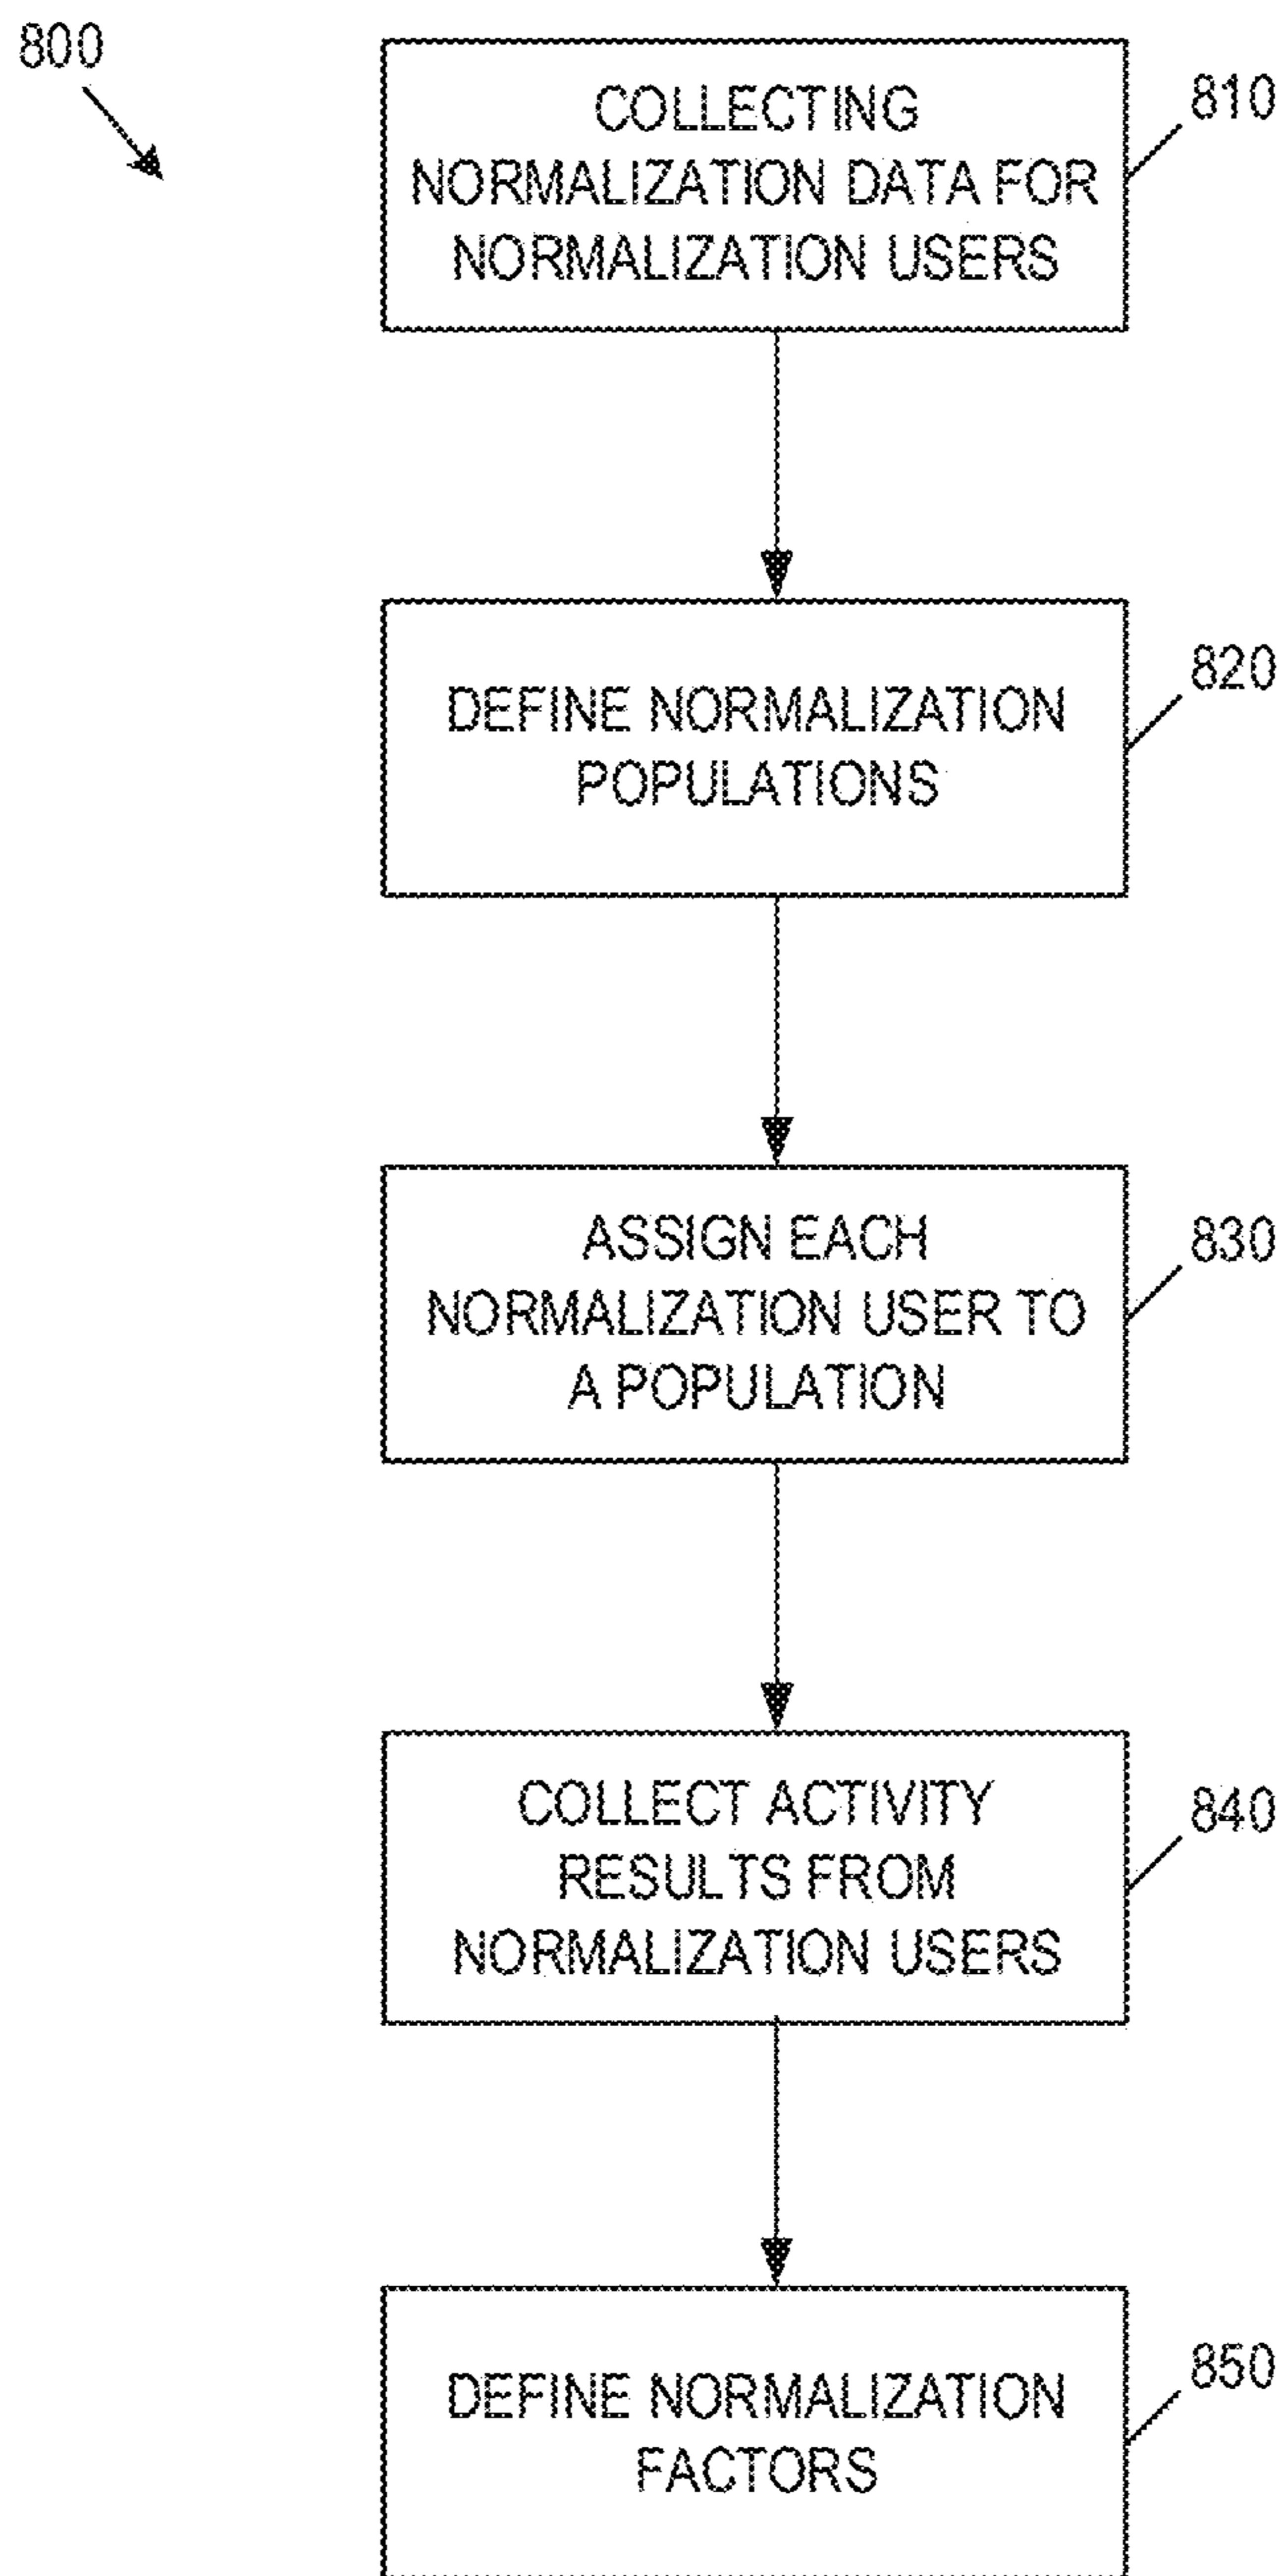 800
COLLECTING
NORMALIZATION DATA FOR
NORMALIZATION USERS
810
DEFINE NORMALIZATION
POPULATIONS
820
ASSIGN EACH
NORMALIZATION USER TO
A POPULATION
830
COLLECT ACTIVITY
RESULTS FROM
NORMALIZATION USERS
840
DEFINE NORMALIZATION
FACTORS
850